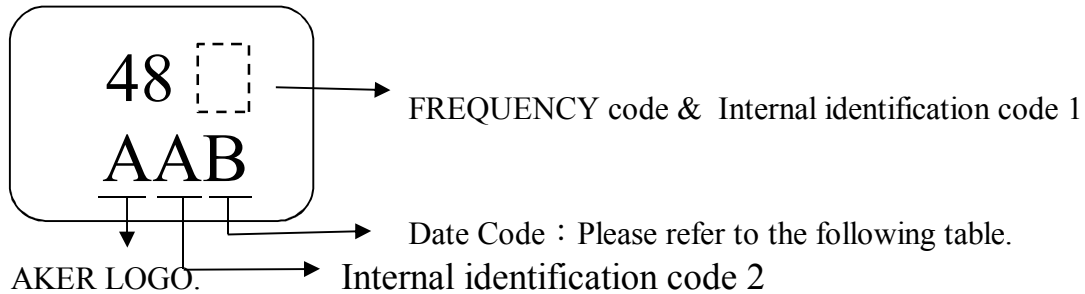 48
FREQUENCY code & Internal identification code 1
AAB
Date Code：Please refer to the following table.
AKER LOGO.
Internal identification code 2